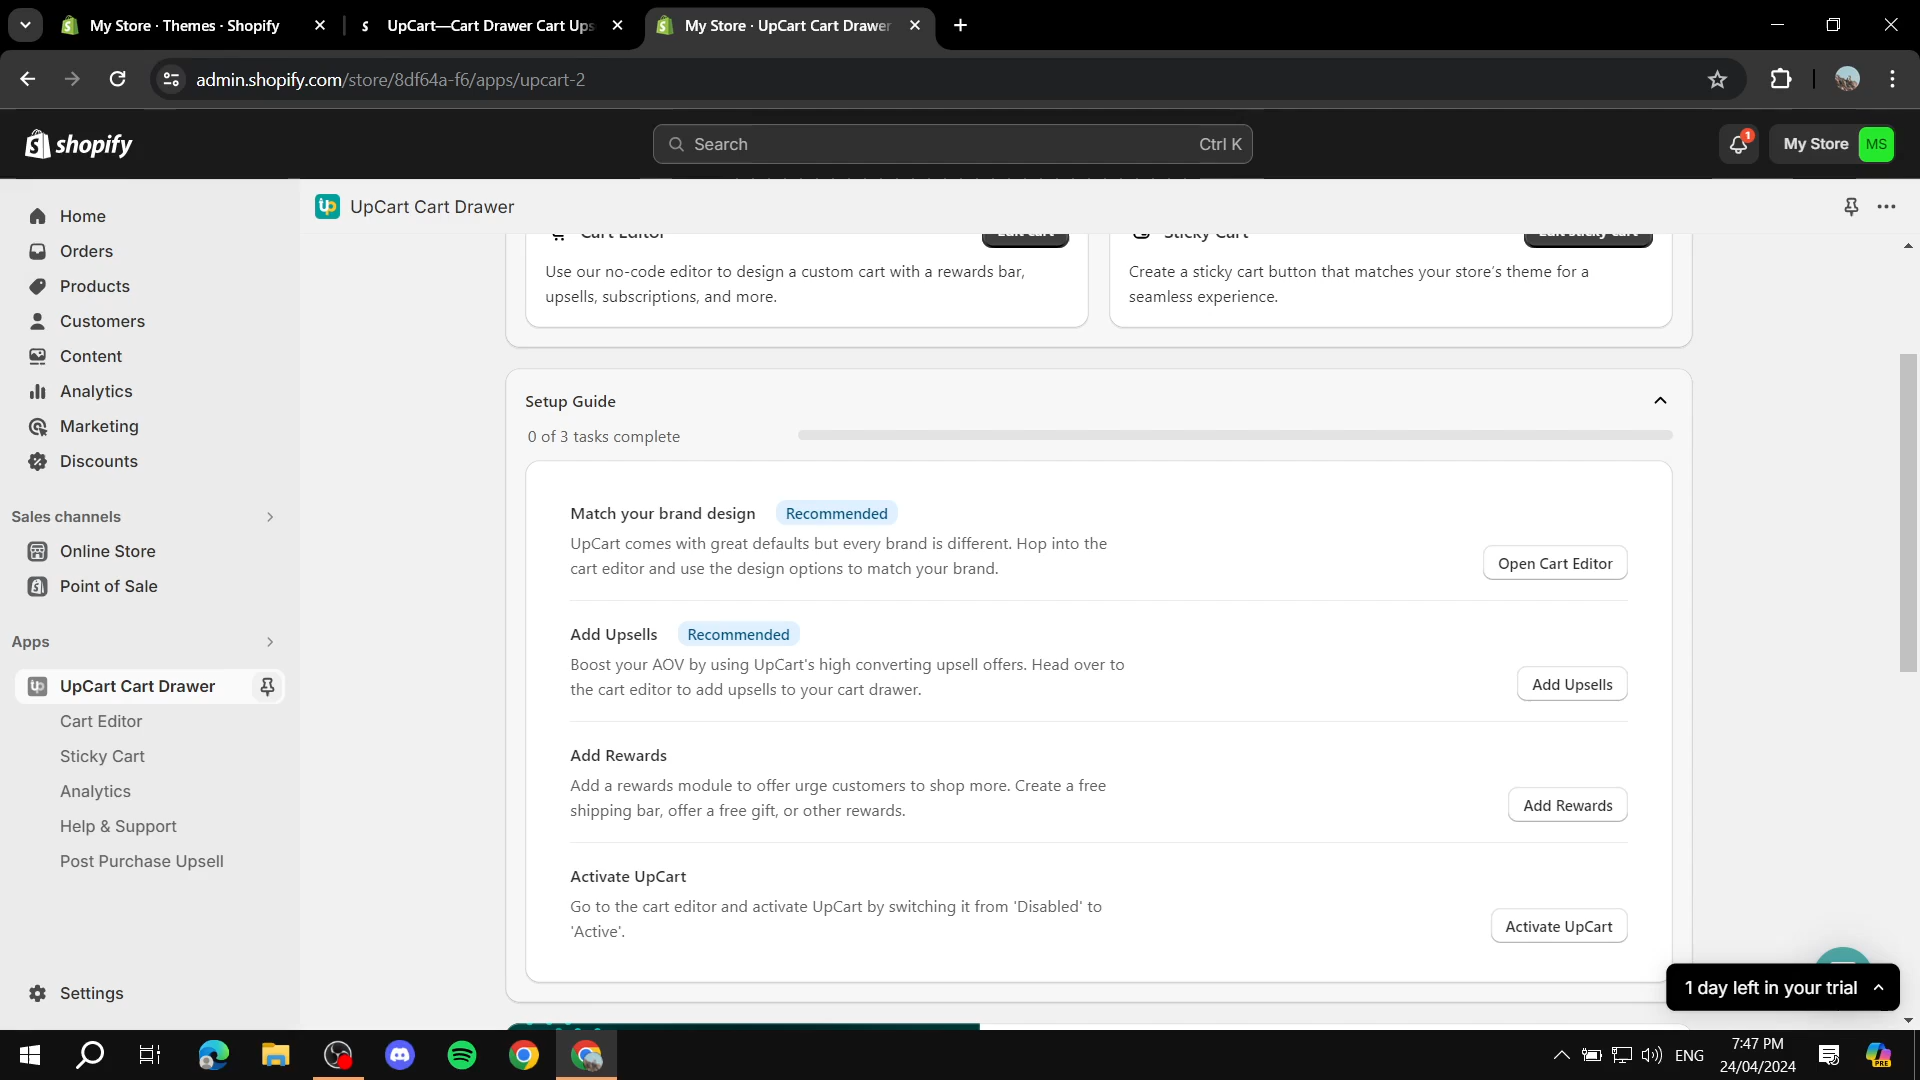 My Store · Themes · Shopify
UpCart—Cart Drawer Cart Ups
My Store · UpCart Cart Drawer
admin.shopify.com/store/8df64a-f6/apps/upcart-2
shopify
Search
Ctrl K
1
My Store
MS
UpCart Cart Drawer
Home
Orders
Products
Customers
Content
Analytics
Marketing
Discounts
Sales channels
Online Store
Point of Sale
Apps
UpCart Cart Drawer
Cart Editor
Sticky Cart
Analytics
Help & Support
Post Purchase Upsell
Settings
Cart Editor
Edit Cart
Use our no-code editor to design a custom cart with a rewards bar,
upsells, subscriptions, and more.
Sticky Cart
Edit Sticky Cart
Create a sticky cart button that matches your store's theme for a
seamless experience.
Setup Guide
0 of 3 tasks complete
Match your brand design
Recommended
UpCart comes with great defaults but every brand is different. Hop into the
cart editor and use the design options to match your brand.
Open Cart Editor
Add Upsells
Recommended
Boost your AOV by using UpCart's high converting upsell offers. Head over to
the cart editor to add upsells to your cart drawer.
Add Upsells
Add Rewards
Add a rewards module to offer urge customers to shop more. Create a free
shipping bar, offer a free gift, or other rewards.
Add Rewards
Activate UpCart
Go to the cart editor and activate UpCart by switching it from 'Disabled' to
'Active'.
Activate UpCart
1 day left in your trial
ENG
7:47 PM
24/04/2024
PRE